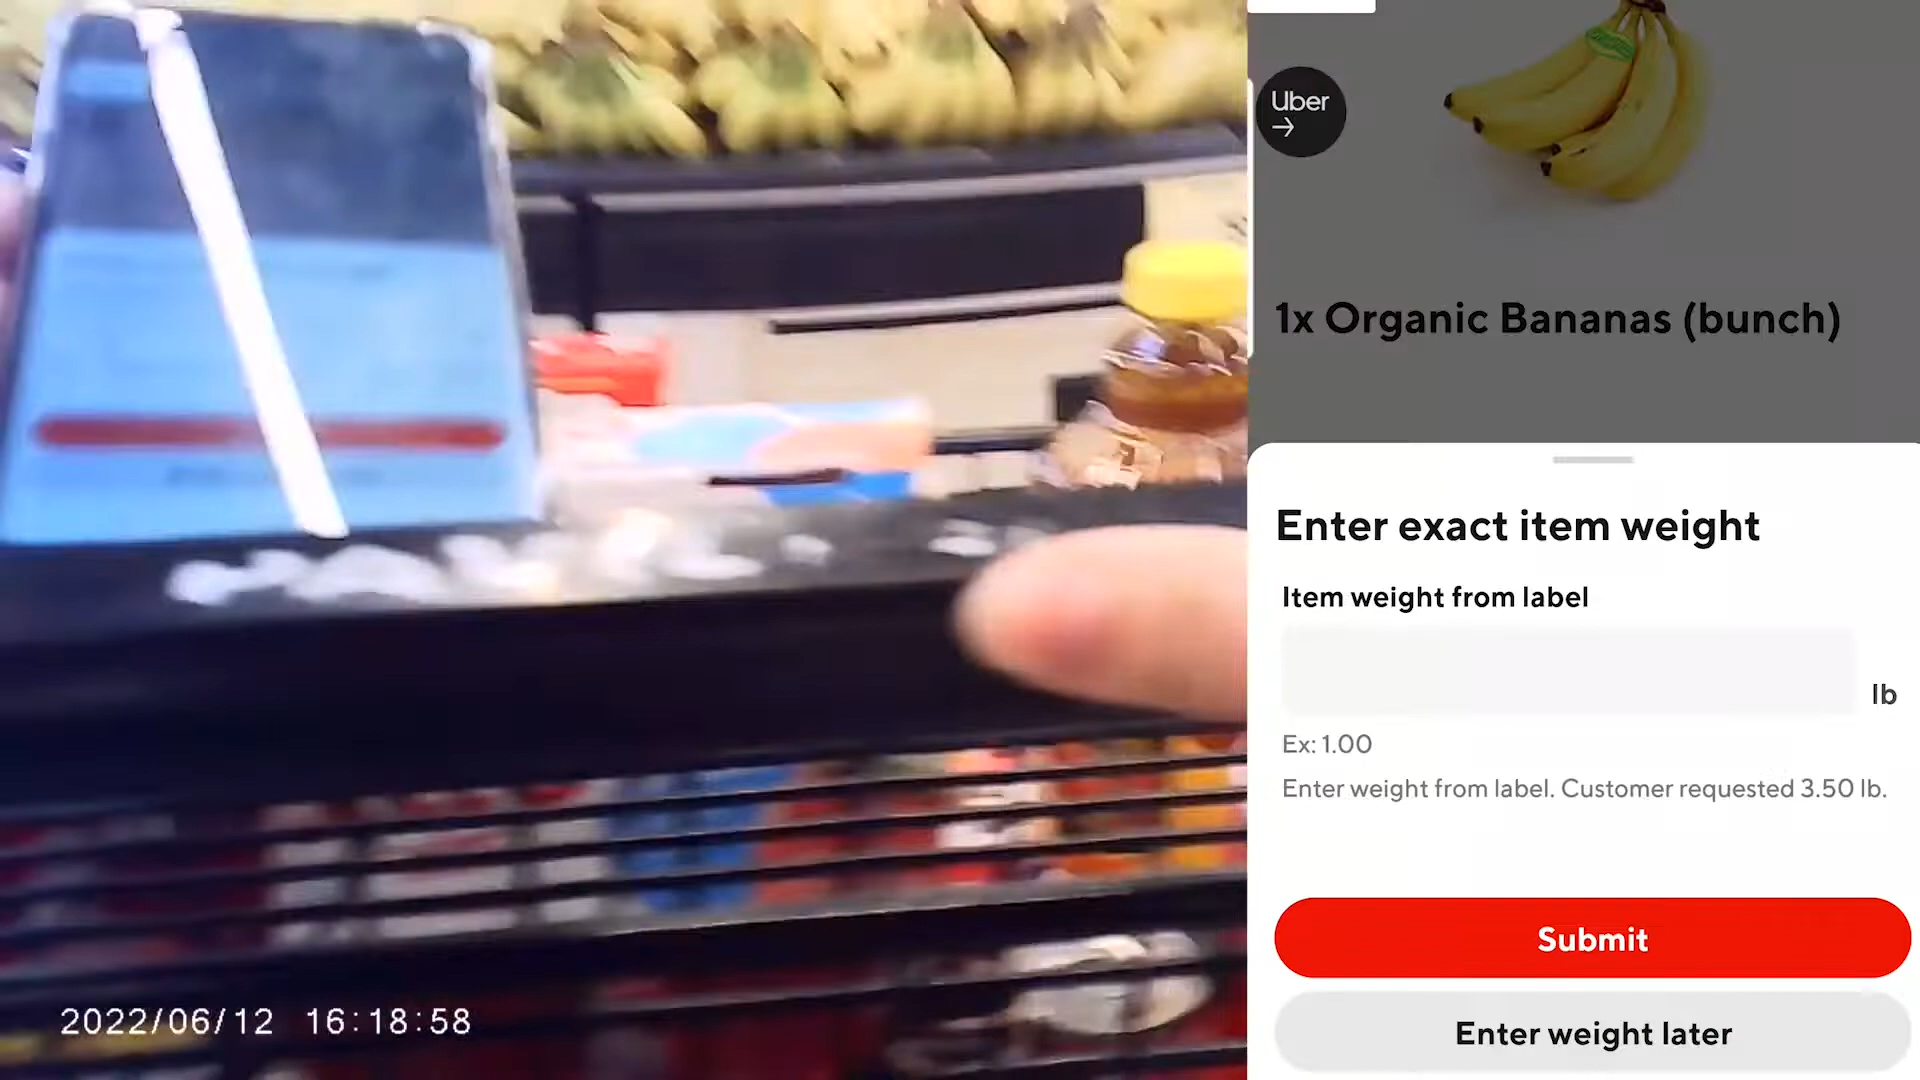 Uber
1x Organic Bananas (bunch)
Enter exact item weight
Item weight from label
lb
Ex: 1.00
Enter weight from label. Customer requested 3.50 lb.
Submit
Enter weight later
2022/06/12 16:18:58